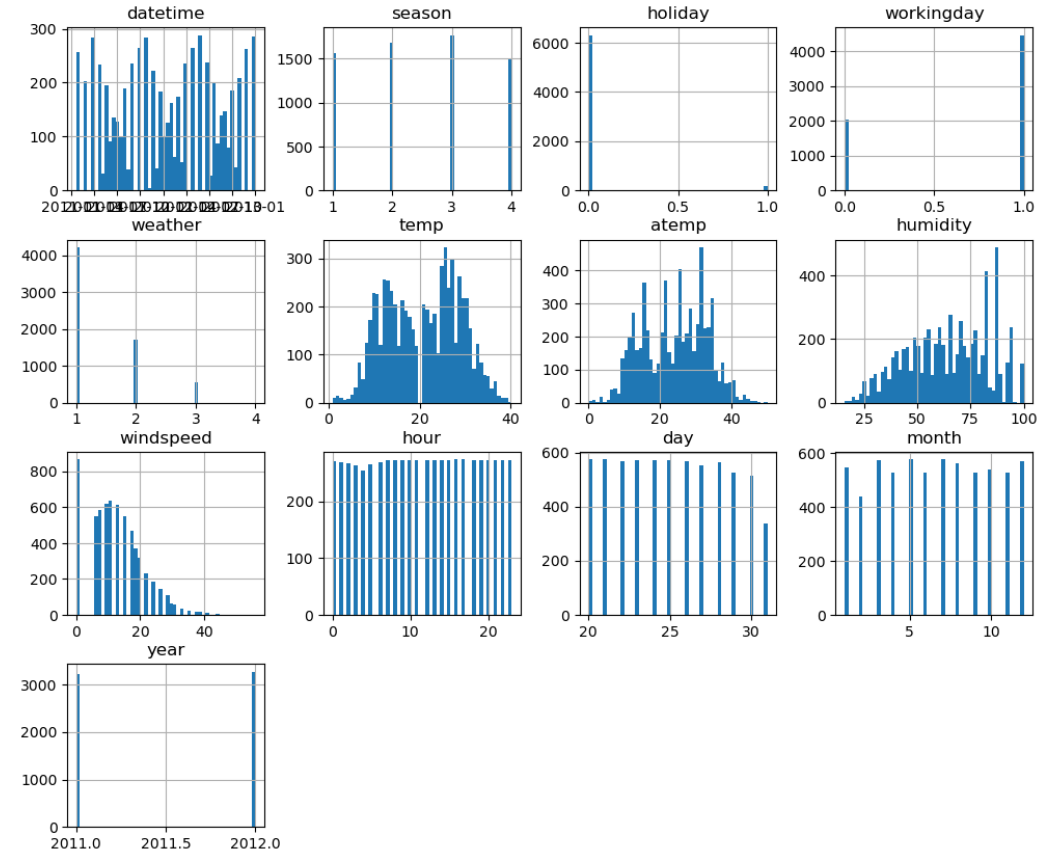 datetime season holiday workingday
300 200 100 0
1500 1000 500 0
6000 4000 2000 0
4000 3000 2000 1000 0
1 2 3 4
0.0 0.5 1.0
0.0 0.5 1.0
weather temp atemp humidity
4000 3000 2000 1000 0
300 200 100 0
400 300 200 100 0
400 200 0
1 2 3 4
0 20 40
0 20 40
25 50 75 100
windspeed hour day month
800 600 400 200 0
200 100 0
600 400 200 0
600 400 200 0
0 20 40
0 10 20
20 25 30
5 10
year
3000 2000 1000 0
2011.0 2011.5 2012.0